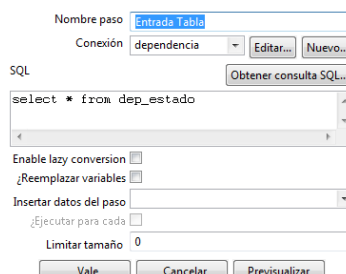 Nombre paso Entrada Tabla
Conexión dependencia Editar... Nuevo..
SQL Obtener consulta SQL..
select * from dep_estado
Enable lazy conversion
¿Reemplazar variables
Insertar datos del paso
¿Ejecutar para cada
Limitar tamaño 0
Vale Cancelar Previsualizar